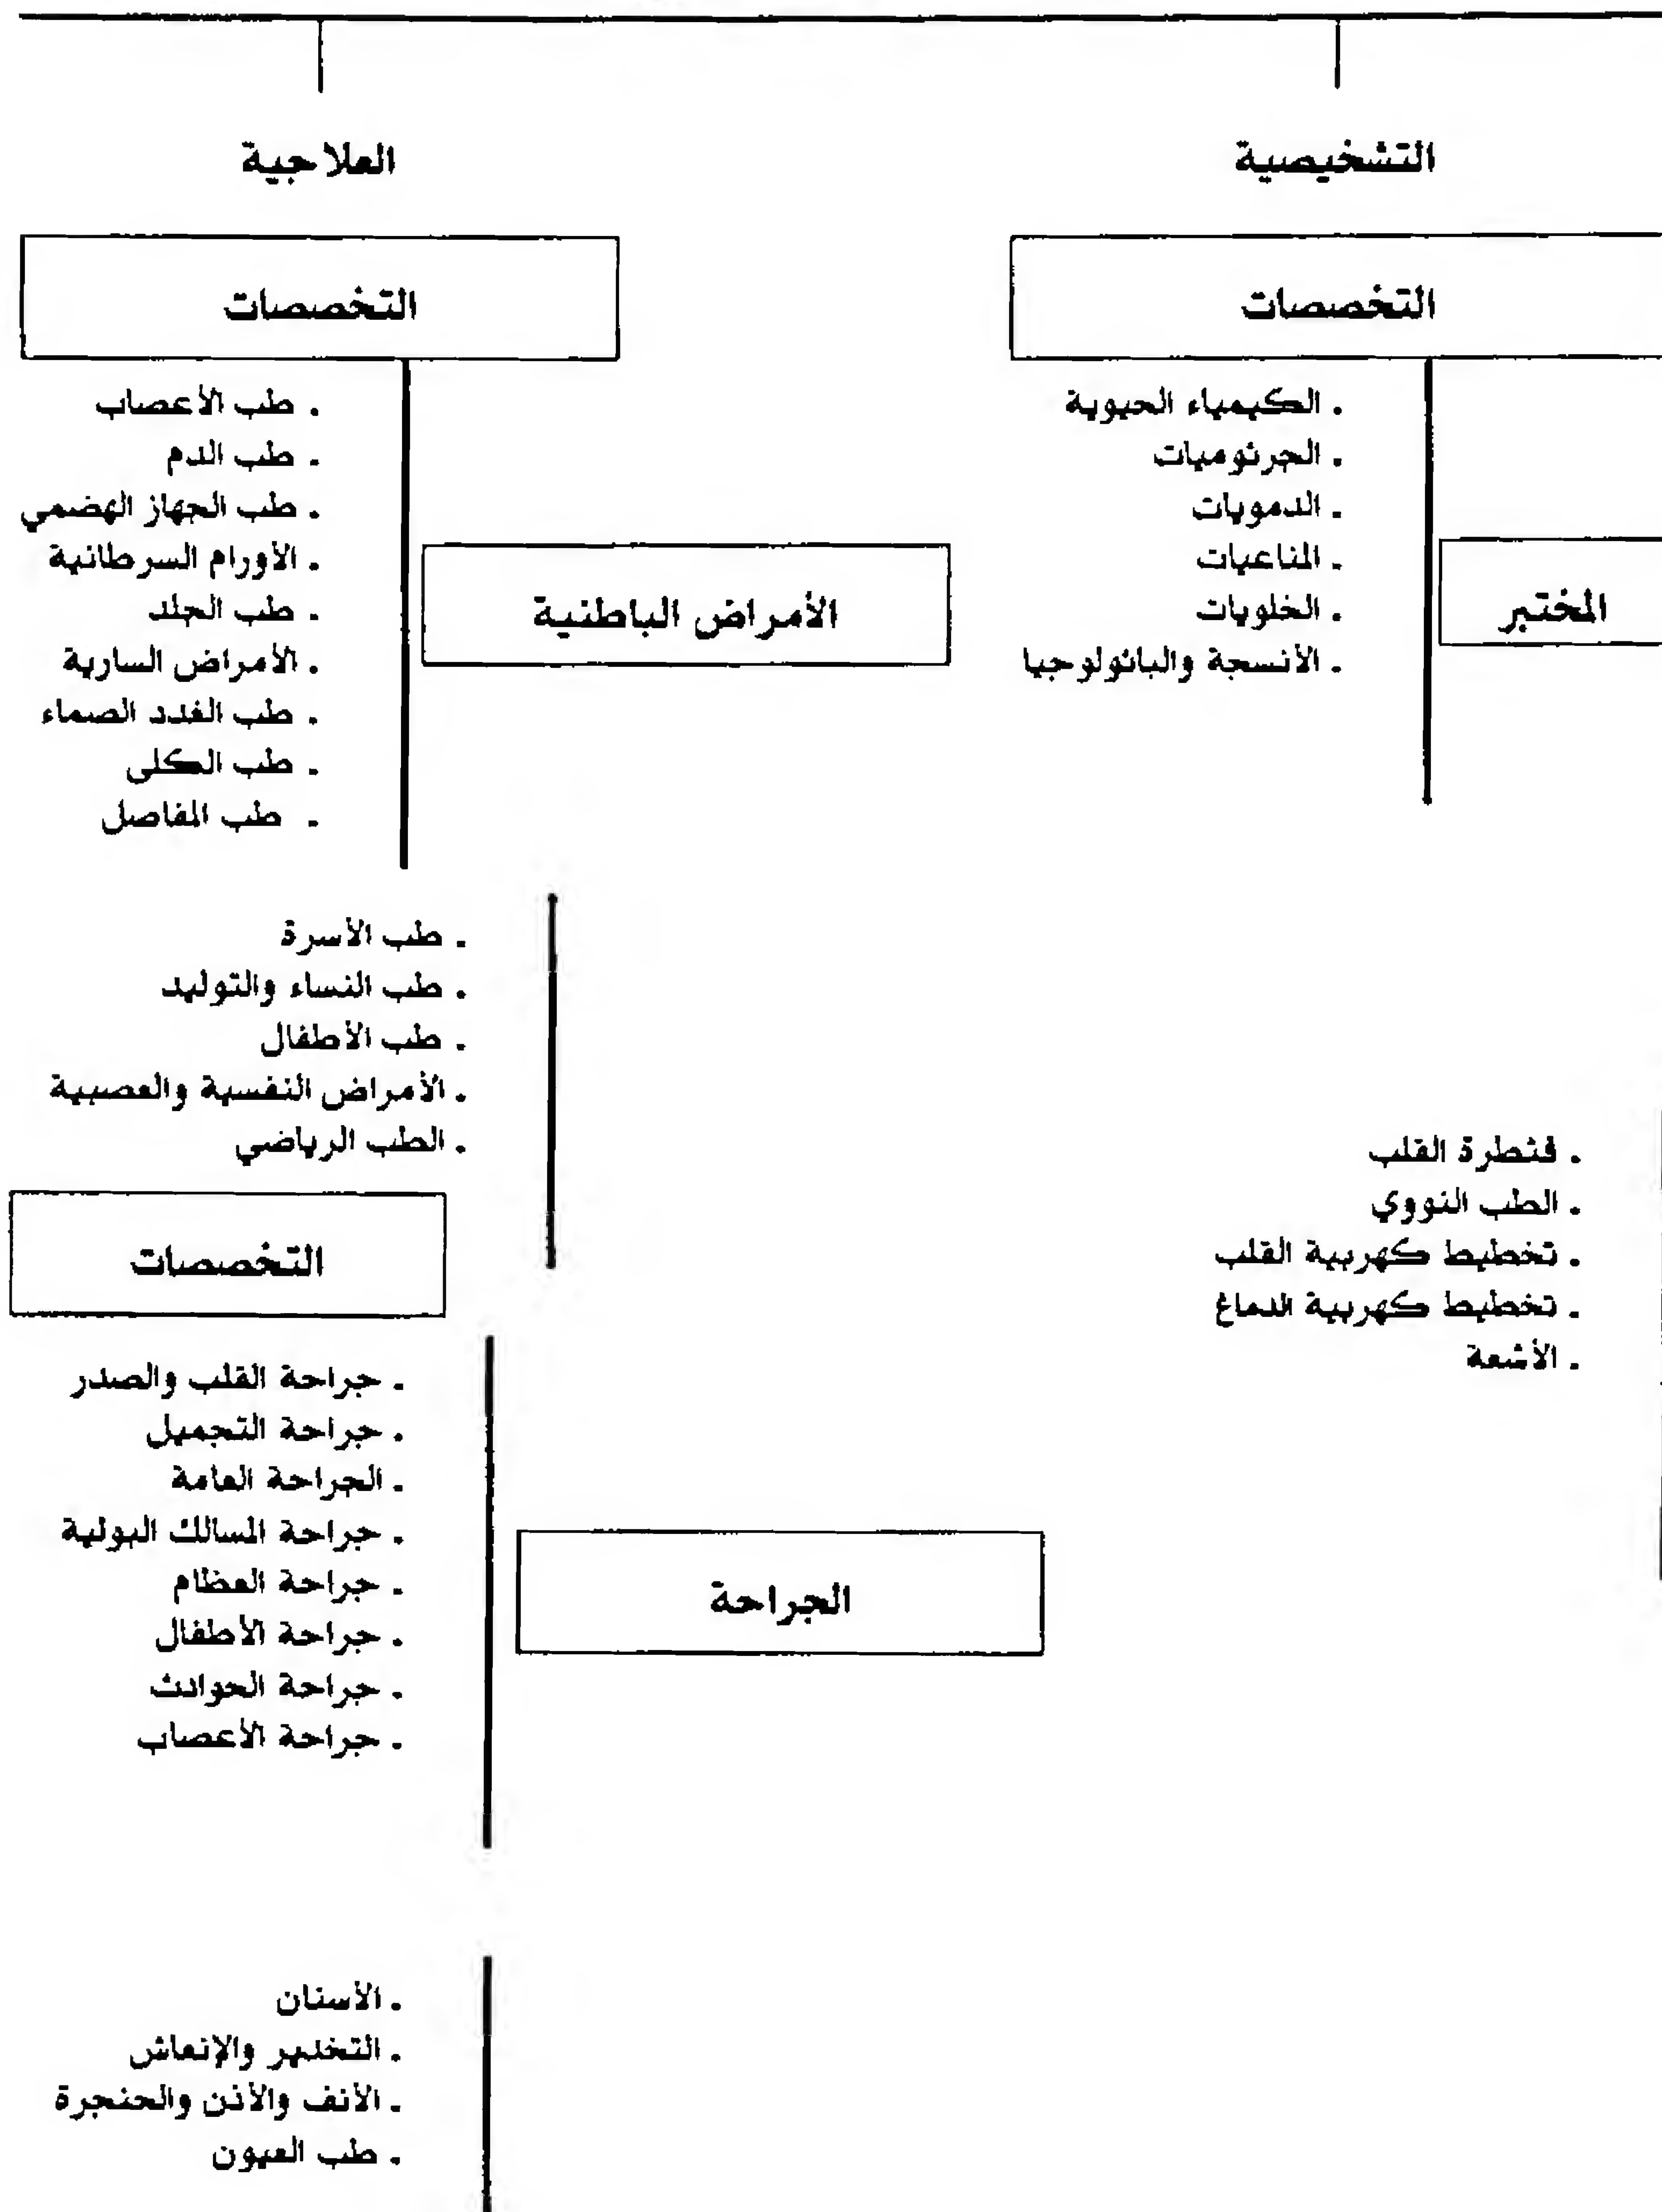 التشخيصية
التخصصات
. الكيمياء الحيوية
. الجرثوميات
. الدمويات
. المناعيات
. الخلويات
. الأنسجة والباثولوجيا
المختبر
. قثطرة القلب
. الطب النووي
. تخطيط كهربية القلب
. تخطيط كهربية الدماغ
. الأشعة
العلاجية
التخصصات
. طب الأعصاب
. طب الدم
. طب الجهاز الهضمي
. الأورام السرطانية
. طب الجلد
. الأمراض السارية
. طب الغدد الصماء
. طب الكلى
. طب المفاصل
الأمراض الباطنية
. طب الأسرة
. طب النساء والتوليد
. طب الأطفال
. الأمراض النفسية والعصبية
. الطب الرياضي
التخصصات
. جراحة القلب والصدر
. جراحة التجميل
. الجراحة العامة
. جراحة المسالك البولية
. جراحة العظام
. جراحة الأطفال
. جراحة الحوادث
. جراحة الأعصاب
الجراحة
. الأسنان
. التخدير والإنعاش
. الأنف والأذن والحنجرة
. طب العيون